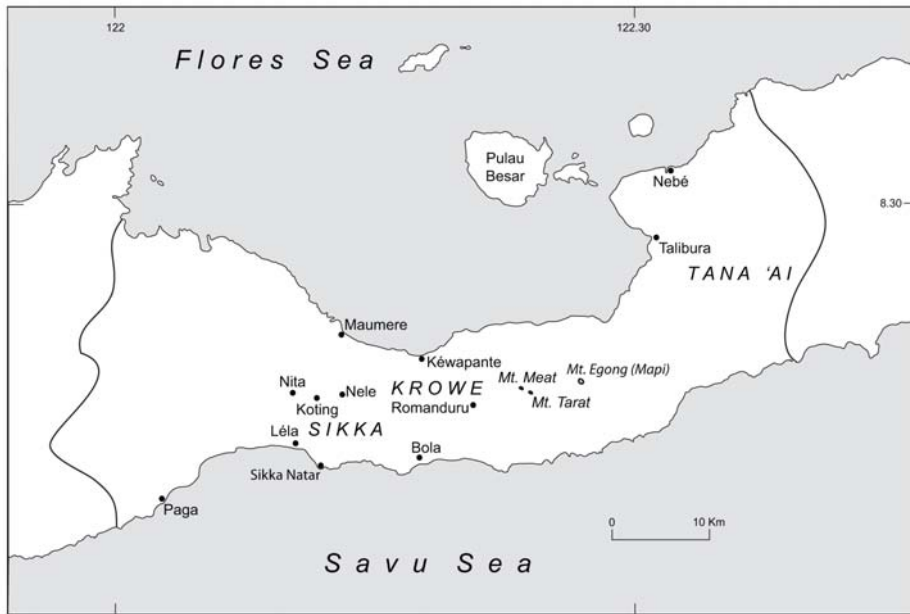 122
122.30
Flores Sea
Pulau
Besar
Nebé
8.30
Talibura
TANA 'AI
Maumere
Kéwapante
Mt. Egong (Mapi)
Mt. Meat
Nita
Nele
KROWE
Mt. Tarat
Koting
Romanduru
Léla
SIKKA
Bola
Sikka Natar
Paga
0 10 Km
Savu Sea